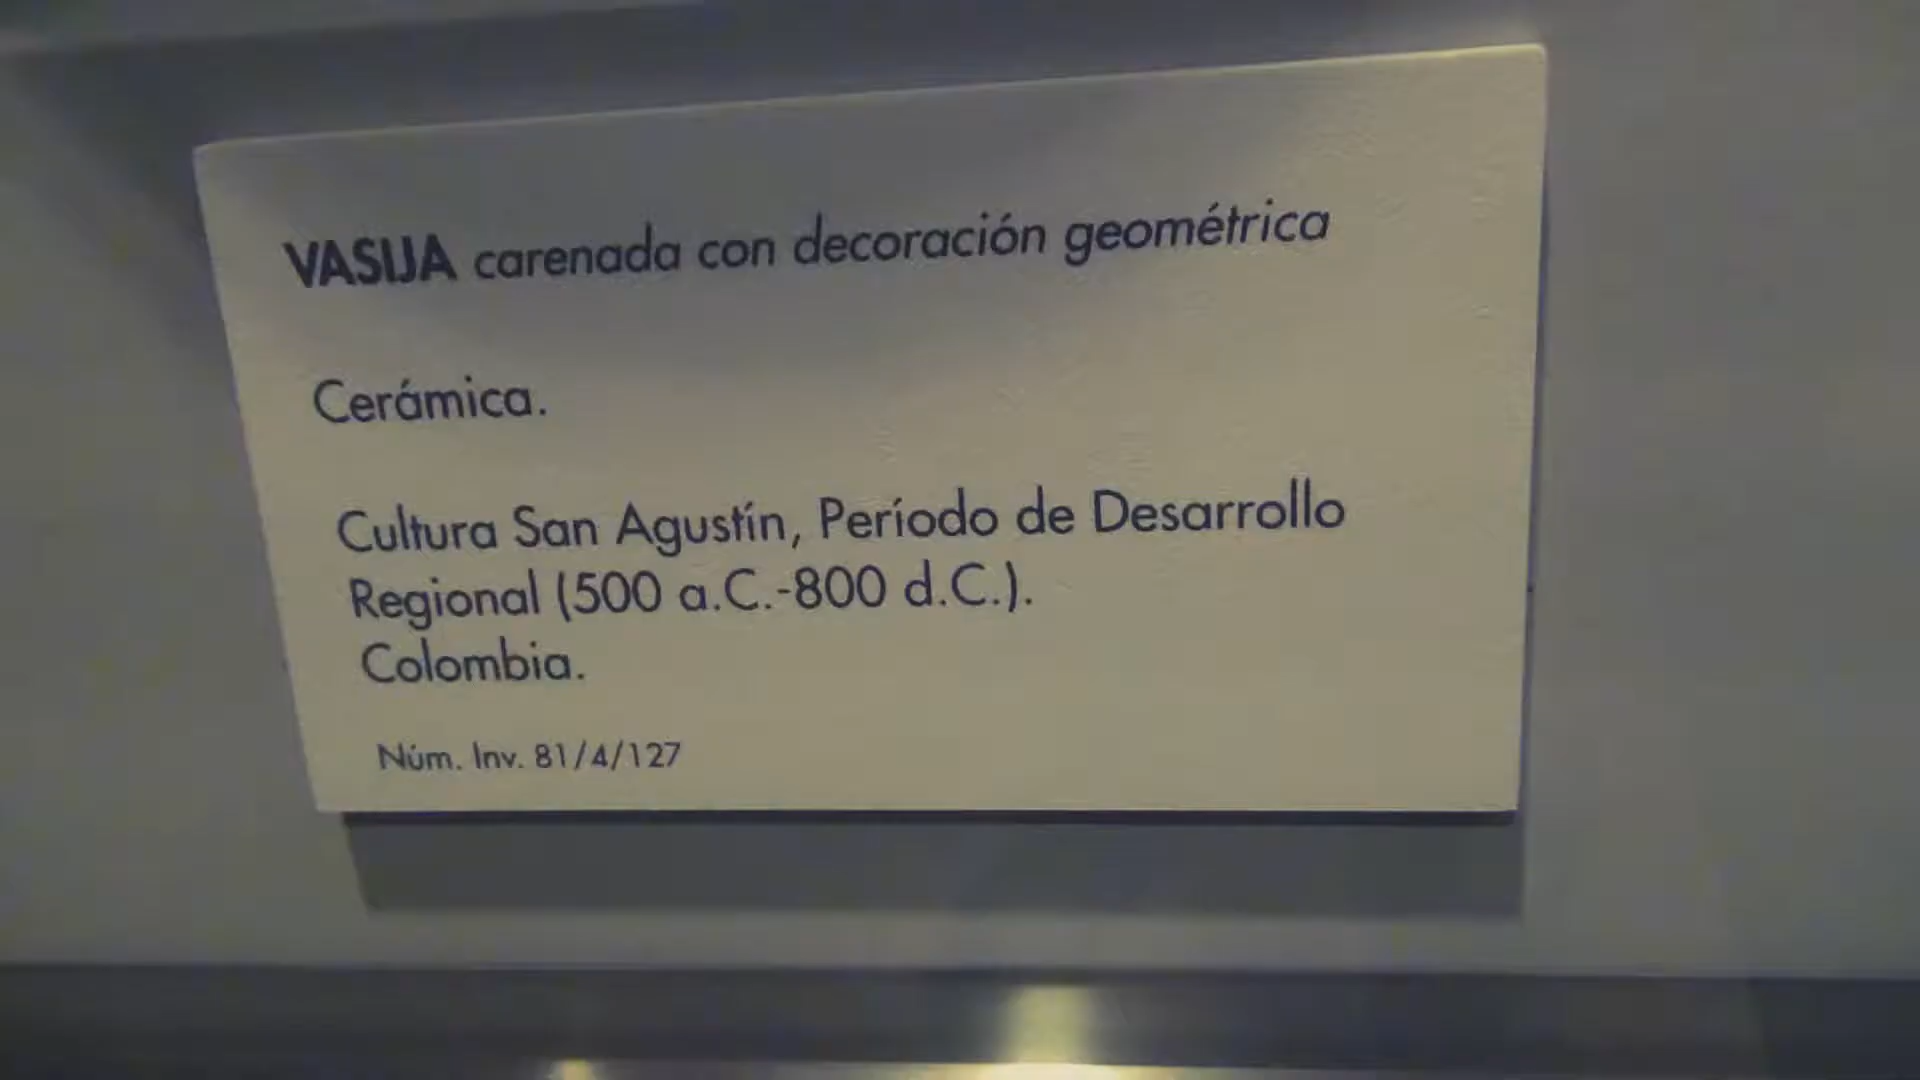 VASIJA carenada con decoración geométrica
Cerámica.
Cultura San Agustín, Período de Desarrollo
Regional (500 a.C.-800 d.C.).
Colombia.
Núm. Inv. 81/4/127